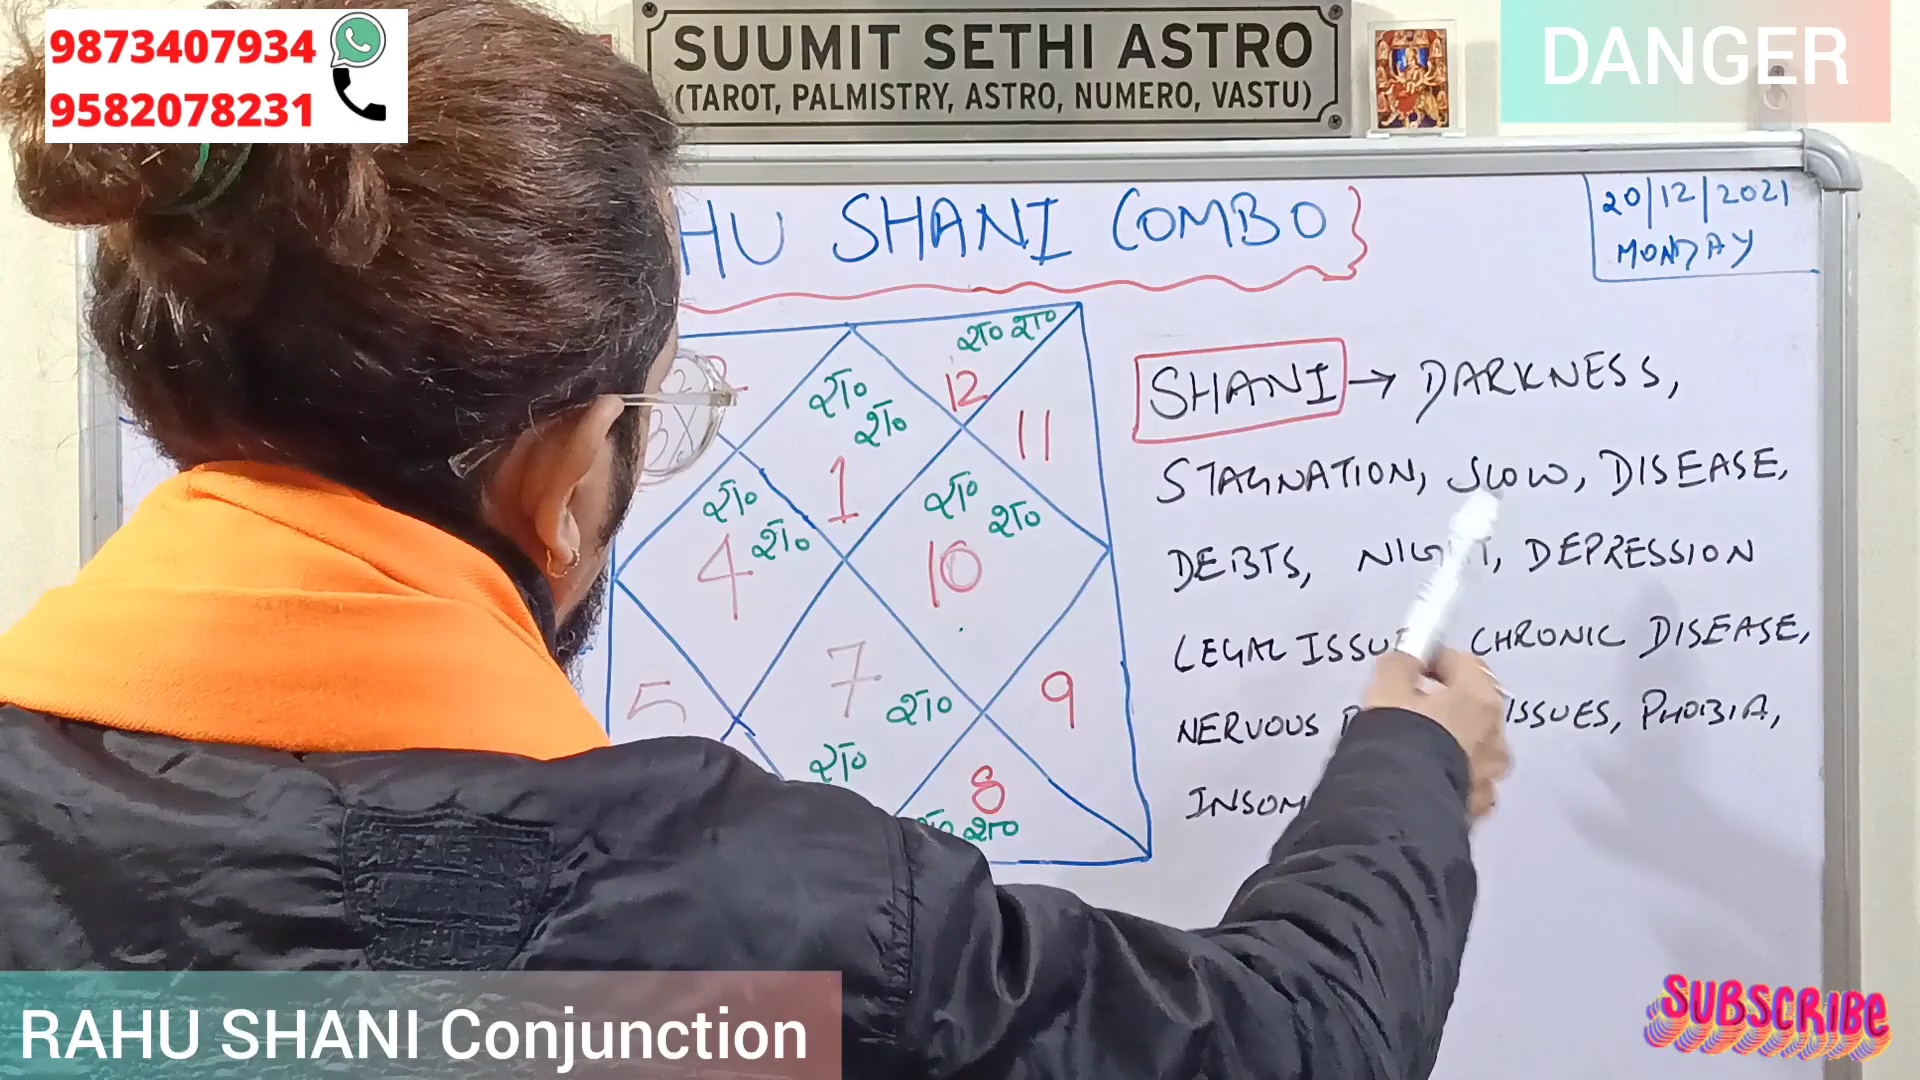 9873407934
9582078231
SUUMIT SETHI ASTRO
(TAROT, PALMISTRY, ASTRO, NUMERO, VASTU)
DANGER
SHANI COMBO
20/12/2021
MONDAY
रा० श०
12
11
रा०
श०
1
रा०
श०
4
रा०
श०
10
5
7
श०
रा०
9
8
श०
SHANI → DARKNESS,
STAGNATION, SLOW, DISEASE,
DEBTS, DEPRESSION
LEGAL CHRONIC DISEASE,
NERVOUS ISSUES, PHOBIA,
RAHU SHANI Conjunction
SUBSCRIBE